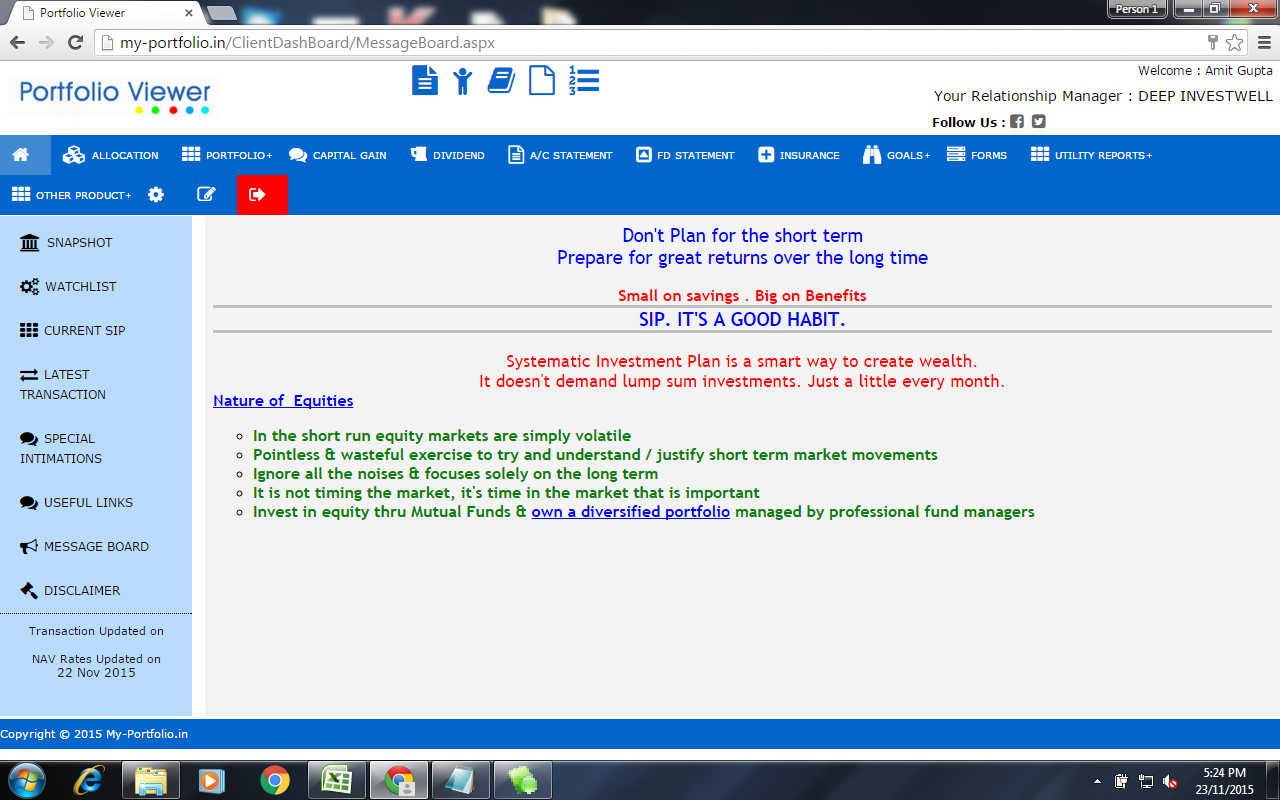 Portfolio Viewer
Person 1
my-portfolio.in/ClientDashBoard/MessageBoard.aspx
Portfolio Viewer
1
2
3
Welcome : Amit Gupta
Your Relationship Manager : DEEP INVESTWELL
Follow Us :
ALLOCATION PORTFOLIO+ CAPITAL GAIN DIVIDEND A/C STATEMENT FD STATEMENT INSURANCE GOALS+ FORMS UTILITY REPORTS+
OTHER PRODUCT+
SNAPSHOT
WATCHLIST
CURRENT SIP
LATEST
TRANSACTION
SPECIAL
INTIMATIONS
USEFUL LINKS
MESSAGE BOARD
DISCLAIMER
Transaction Updated on
NAV Rates Updated on
22 Nov 2015
Don't Plan for the short term
Prepare for great returns over the long time
Small on savings . Big on Benefits
SIP. IT'S A GOOD HABIT.
Systematic Investment Plan is a smart way to create wealth.
It doesn't demand lump sum investments. Just a little every month.
Nature of  Equities
In the short run equity markets are simply volatile
Pointless & wasteful exercise to try and understand / justify short term market movements
Ignore all the noises & focuses solely on the long term
It is not timing the market, it's time in the market that is important
Invest in equity thru Mutual Funds & own a diversified portfolio managed by professional fund managers
Copyright © 2015 My-Portfolio.in
5:24 PM
23/11/2015